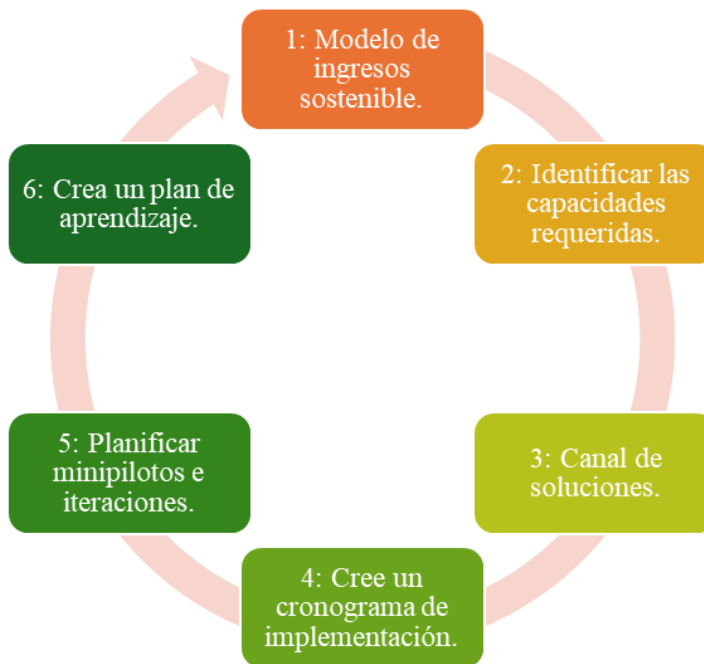 1: Modelo de
ingresos
sostenible.
2: Identificar las
capacidades
requeridas.
3: Canal de
soluciones.
4: Cree un
cronograma de
implementación.
5: Planificar
minipilotos e
iteraciones.
6: Crea un plan de
aprendizaje.